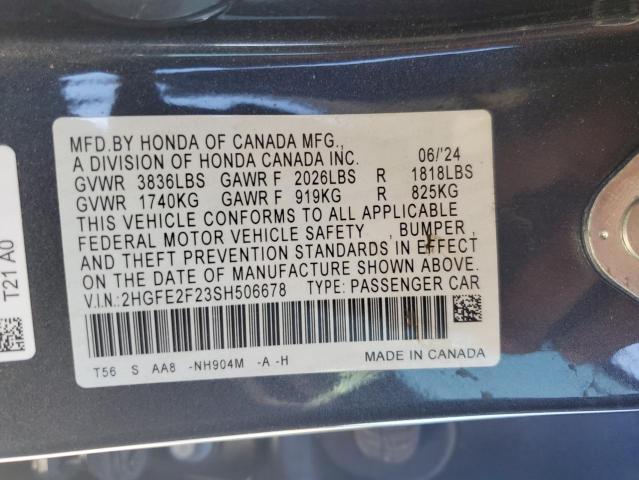 MFD.BY HONDA OF CANADA MFG.,
A DIVISION OF HONDA CANADA INC. 06/'24
GVWR 3836LBS GAWR F 2026LBS R 1818LBS
GVWR 1740KG GAWR F 919KG R 825KG
THIS VEHICLE CONFORMS TO ALL APPLICABLE
FEDERAL MOTOR VEHICLE SAFETY , BUMPER ,
AND THEFT PREVENTION STANDARDS IN EFFECT
ON THE DATE OF MANUFACTURE SHOWN ABOVE.
V.I.N.:2HGFE2F23SH506678 TYPE: PASSENGER CAR
T56 S AA8 -NH904M -A -H MADE IN CANADA
T21 A0